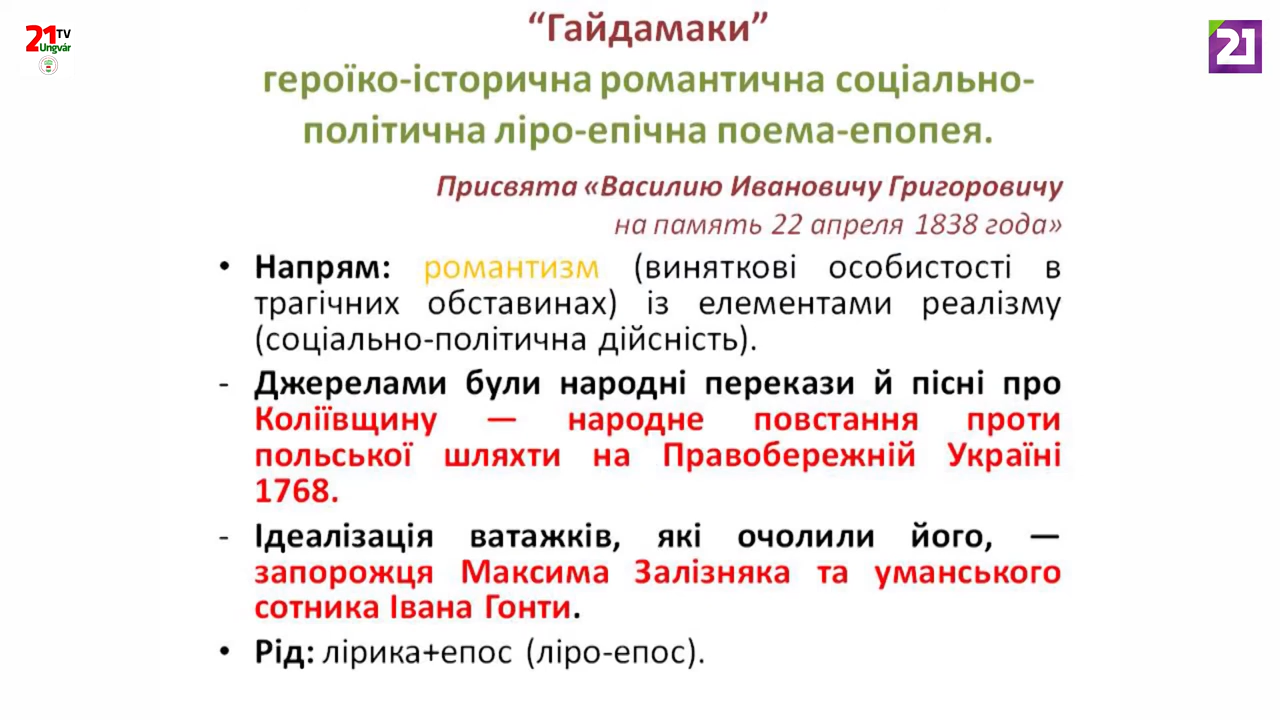 21 TV
Ungvár
21
“Гайдамаки”
героїко-історична романтична соціально-
політична ліро-епічна поема-епопея.
Присвята «Василию Ивановичу Григоровичу
на память 22 апреля 1838 года»
• Напрям: романтизм (виняткові особистості в
трагічних обставинах) із елементами реалізму
(соціально-політична дійсність).
- Джерелами були народні перекази й пісні про
Коліївщину — народне повстання проти
польської шляхти на Правобережній Україні
1768.
- Ідеалізація ватажків, які очолили його, —
запорожця Максима Залізняка та уманського
сотника Івана Гонти.
• Рід: лірика+епос (ліро-епос).